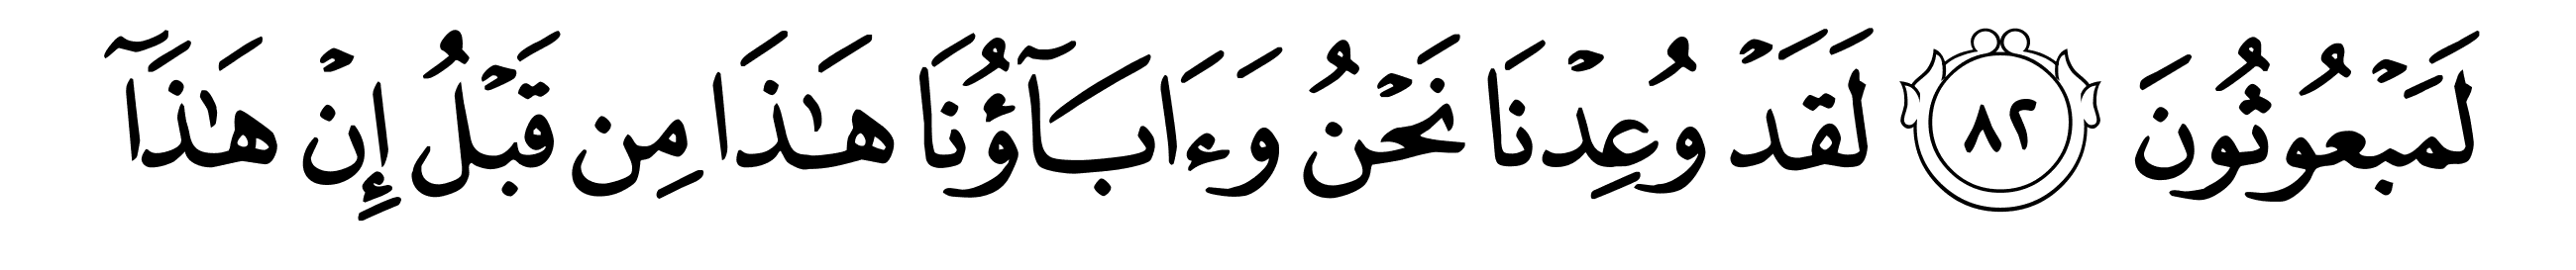 لَمَبْعُوثُونَ ٨٢ لَقَدْ وُعِدْنَا نَحْنُ وَءَابَآؤُنَا هَـٰذَا مِن قَبْلُ إِنْ هَـٰذَآ